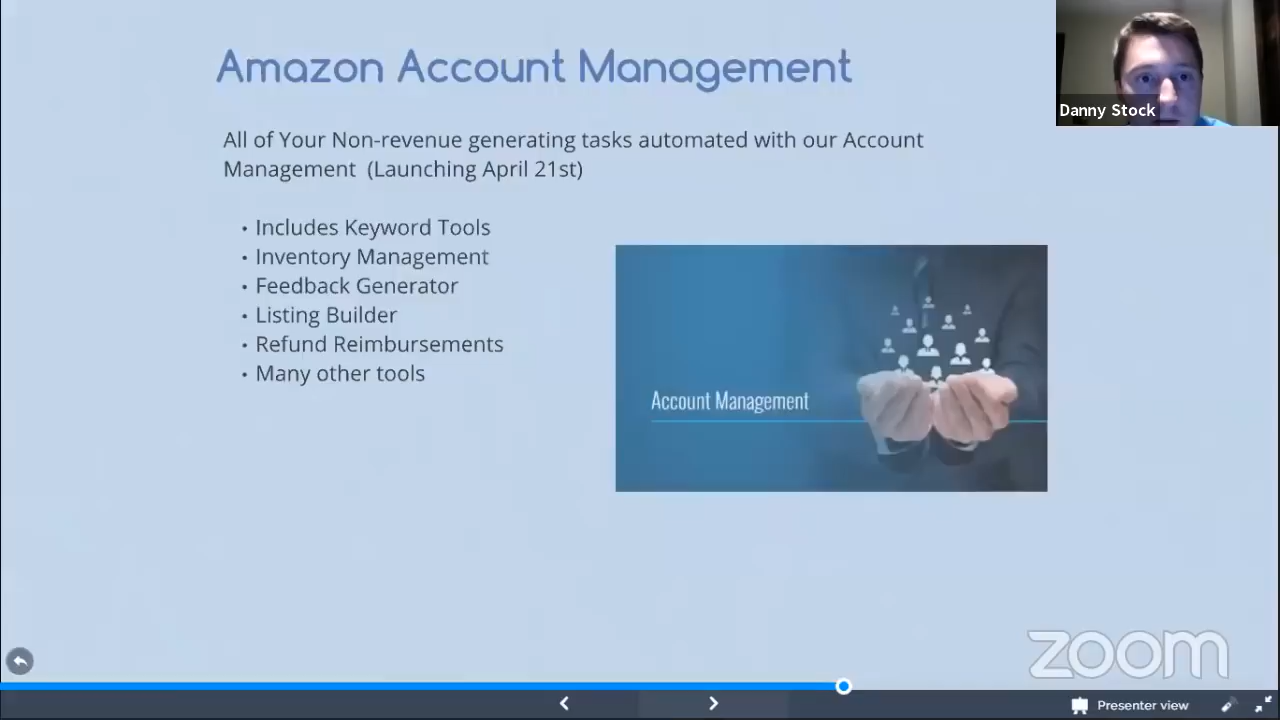 Amazon Account Management
Danny Stock
All of Your Non-revenue generating tasks automated with our Account
Management (Launching April 21st)
• Includes Keyword Tools
• Inventory Management
• Feedback Generator
• Listing Builder
• Refund Reimbursements
• Many other tools
Account Management
zoom
Presenter view